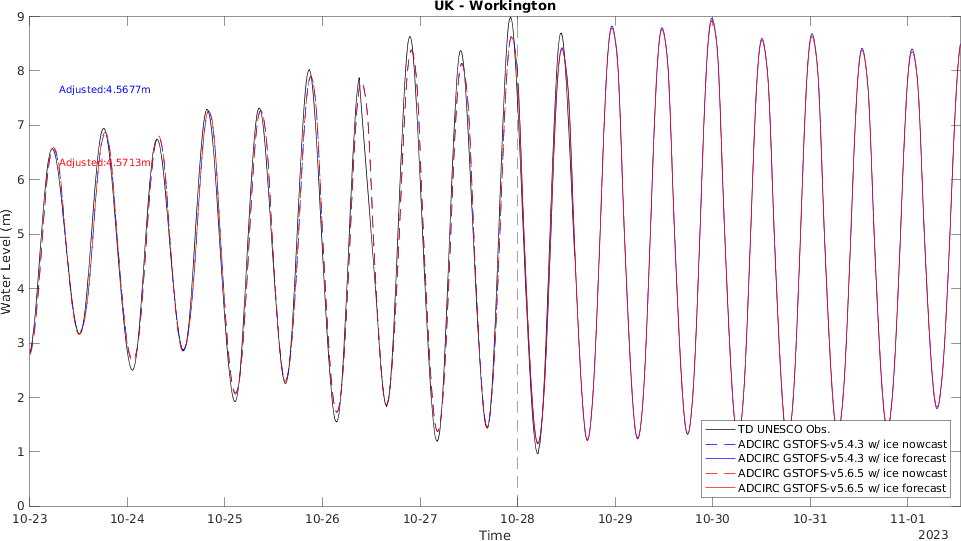 UK - Workington
9
8
7
6
5
4
3
2
1
0
Water Level (m)
Adjusted:4.5677m
Adjusted:4.5713m
TD UNESCO Obs.
ADCIRC GSTOFS-v5.4.3 w/ ice nowcast
ADCIRC GSTOFS-v5.4.3 w/ ice forecast
ADCIRC GSTOFS-v5.6.5 w/ ice nowcast
ADCIRC GSTOFS-v5.6.5 w/ ice forecast
10-23 10-24 10-25 10-26 10-27 10-28 10-29 10-30 10-31 11-01
Time
2023